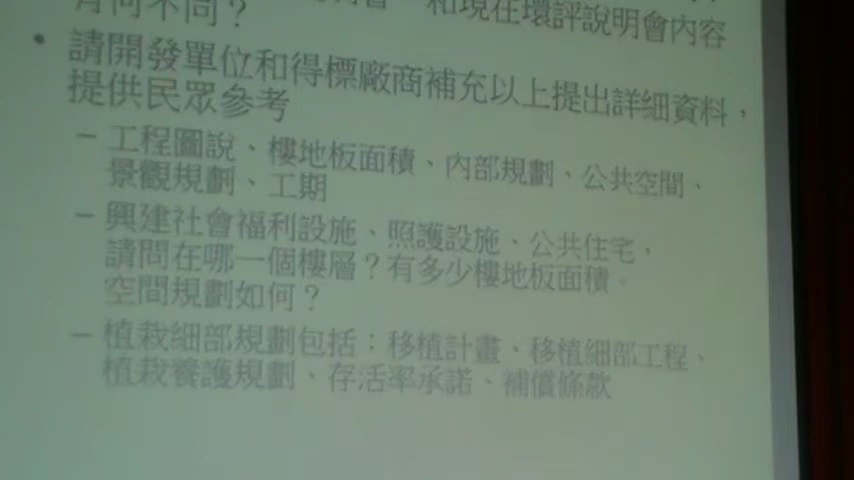 有何不同？
和現在環評說明會內容
• 請開發單位和得標廠商補充以上提出詳細資料，
提供民眾參考
– 工程圖說、樓地板面積、內部規劃、公共空間、
景觀規劃、工期
– 興建社會福利設施、照護設施、公共住宅，
請問在哪一個樓層？有多少樓地板面積。
空間規劃如何？
– 植栽細部規劃包括：移植計畫、移植細部工程、
植栽養護規劃、存活率承諾、補償條款